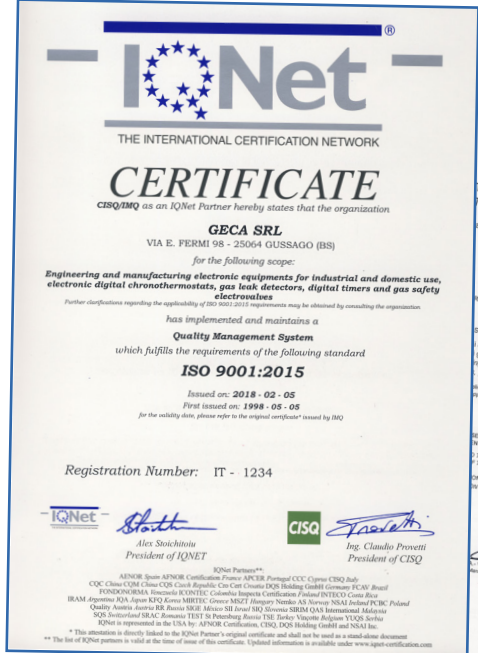 IQNet ®
THE INTERNATIONAL CERTIFICATION NETWORK
CERTIFICATE
CISQ/IMQ as an IQNet Partner hereby states that the organization
GECA SRL
VIA E. FERMI 98 - 25064 GUSSAGO (BS)
for the following scope:
Engineering and manufacturing electronic equipments for industrial and domestic use,
electronic digital chronothermostats, gas leak detectors, digital timers and gas safety
electrovalves
Further clarifications regarding the applicability of ISO 9001:2015 requirements may be obtained by consulting the organization
has implemented and maintains a
Quality Management System
which fulfills the requirements of the following standard
ISO 9001:2015
Issued on: 2018 - 02 - 05
First issued on: 1998 - 05 - 05
for the validity date, please refer to the original certificate* issued by IMQ
Registration Number: IT - 1234
IQNet
CISQ
Alex Stoichitoiu
President of IQNET
Ing. Claudio Provetti
President of CISQ
IQNet Partners**:
AENOR Spain AFNOR Certification France APCER Portugal CCC Cyprus CISQ Italy
CQC China CQM China CQS Czech Republic Cro Cert Croatia DQS Holding GmbH Germany FCAV Brazil
FONDONORMA Venezuela ICONTEC Colombia Inspecta Certification Finland INTECO Costa Rica
IRAM Argentina JQA Japan KFQ Korea MIRTEC Greece MSZT Hungary Nemko AS Norway NSAI Ireland PCBC Poland
Quality Austria Austria RR Russia SIGE México SII Israel SIQ Slovenia SIRIM QAS International Malaysia
SQS Switzerland SRAC Romania TEST St Petersburg Russia TSE Turkey Vinçotte Belgium YUQS Serbia
IQNet is represented in the USA by: AFNOR Certification, CISQ, DQS Holding GmbH and NSAI Inc.
* This attestation is directly linked to the IQNet Partner's original certificate and shall not be used as a stand-alone document
** The list of IQNet partners is valid at the time of issue of this certificate. Updated information is available under www.iqnet-certification.com